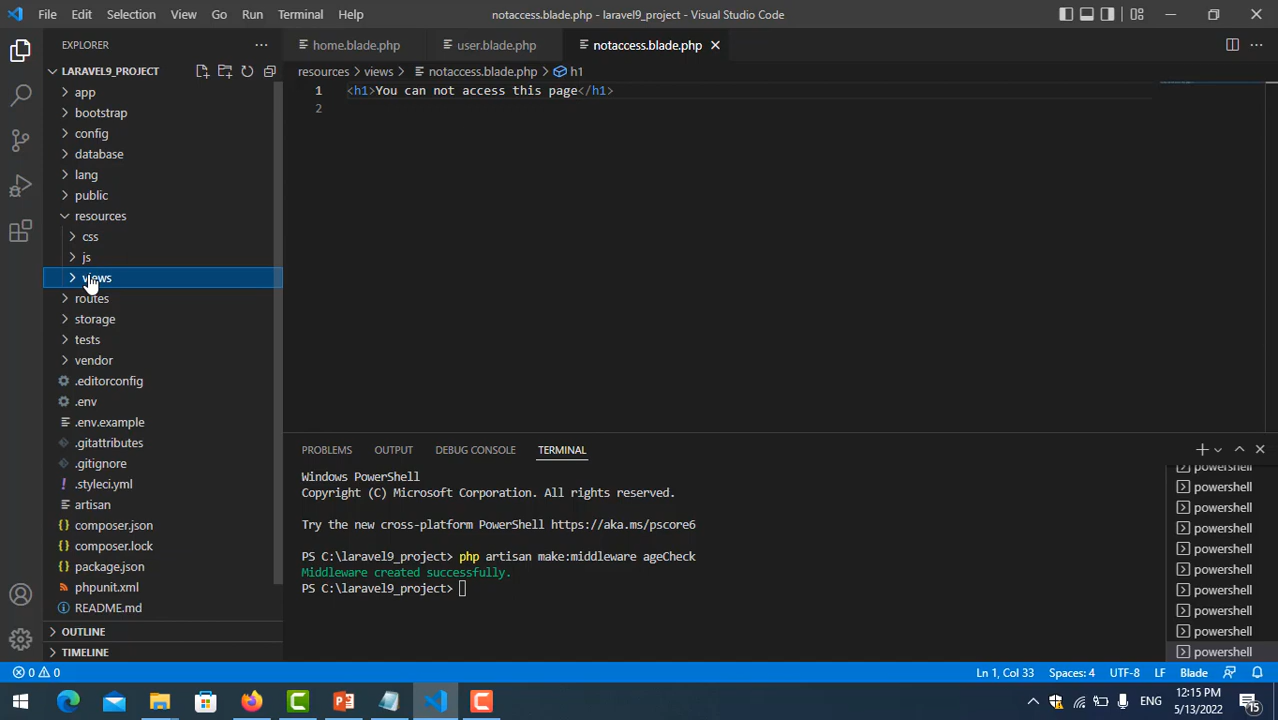 File Edit Selection View Go Run Terminal Help notaccess.blade.php - laravel9_project - Visual Studio Code
EXPLORER
home.blade.php user.blade.php notaccess.blade.php
LARAVEL9_PROJECT
resources views notaccess.blade.php h1
app
bootstrap
config
database
lang
public
resources
css
js
views
routes
storage
tests
vendor
.editorconfig
.env
.env.example
.gitattributes
.gitignore
.styleci.yml
artisan
composer.json
composer.lock
package.json
phpunit.xml
README.md
OUTLINE
TIMELINE
1 <h1>You can not access this page</h1>
2
PROBLEMS OUTPUT DEBUG CONSOLE TERMINAL
Windows PowerShell
Copyright (C) Microsoft Corporation. All rights reserved.
Try the new cross-platform PowerShell https://aka.ms/pscore6
PS C:\laravel9_project> php artisan make:middleware ageCheck
Middleware created successfully.
PS C:\laravel9_project>
powershell
powershell
powershell
powershell
powershell
powershell
powershell
powershell
powershell
powershell
0 0 Ln 1, Col 33 Spaces: 4 UTF-8 LF Blade
ENG 12:15 PM
5/13/2022
15